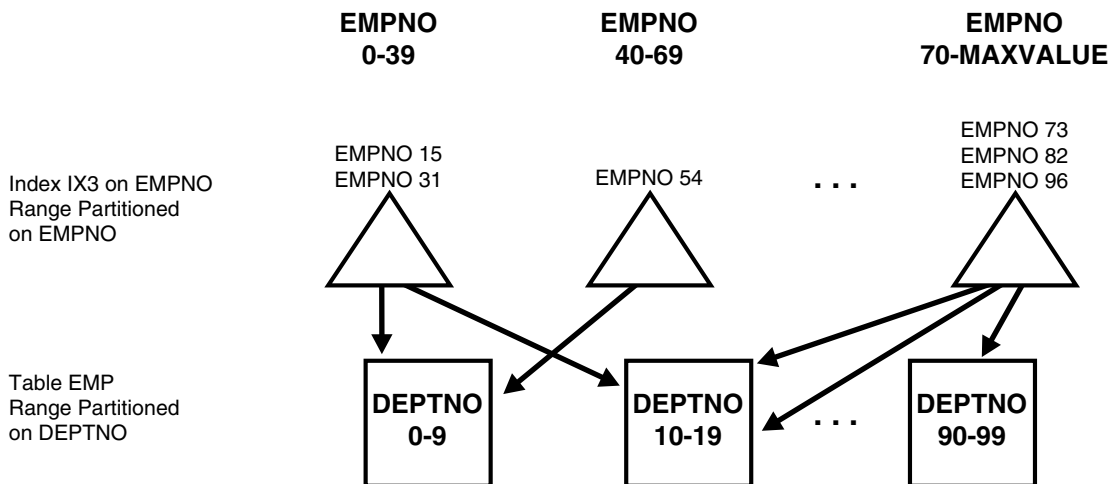 EMPNO
0-39
EMPNO
40-69
EMPNO
70-MAXVALUE
Index IX3 on EMPNO
Range Partitioned
on EMPNO
EMPNO 15
EMPNO 31
EMPNO 54
. . .
EMPNO 73
EMPNO 82
EMPNO 96
Table EMP
Range Partitioned
on DEPTNO
DEPTNO
0-9
DEPTNO
10-19
. . .
DEPTNO
90-99